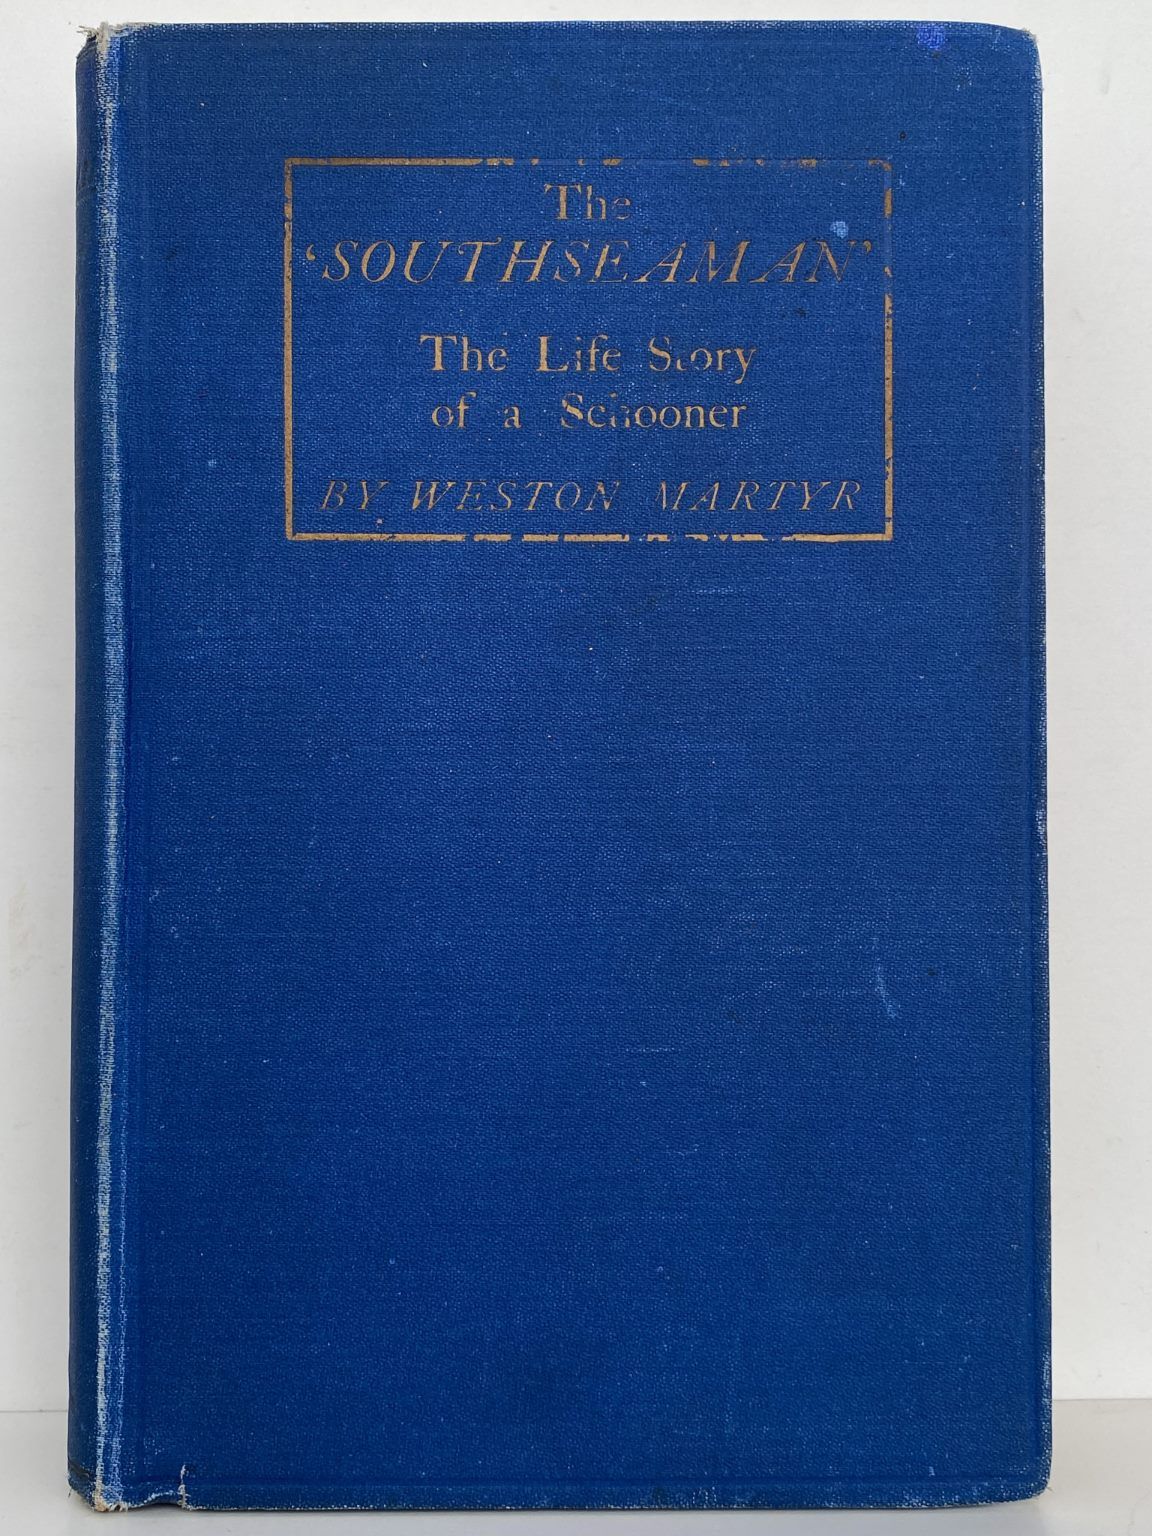 The
‘SOUTHSEAMAN’
The Life Story
of a Schooner
BY WESTON MARTYR